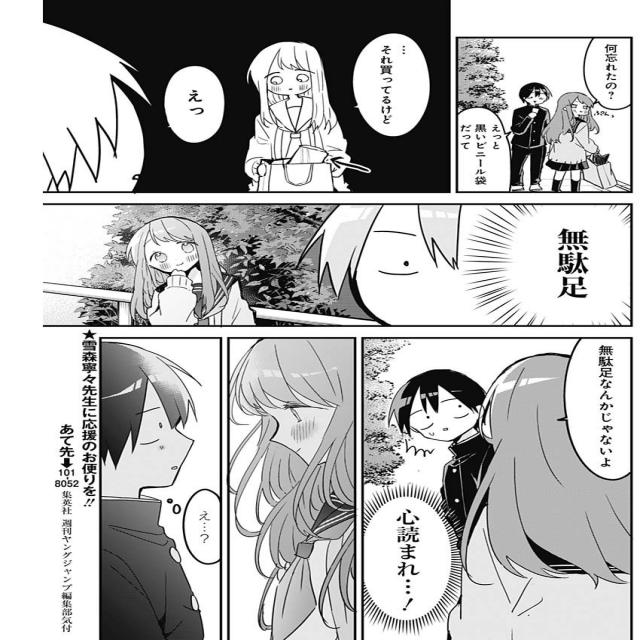 何忘れたの?
えっと
黒いビニール袋
だって
…
それ買ってるけど
えっ
無駄足
無駄足なんかじゃないよ
心読まれ…!
え…?
★雪森寧々先生に応援のお便りを!!
あて先➡101
8052
集英社 週刊ヤングジャンプ編集部気付